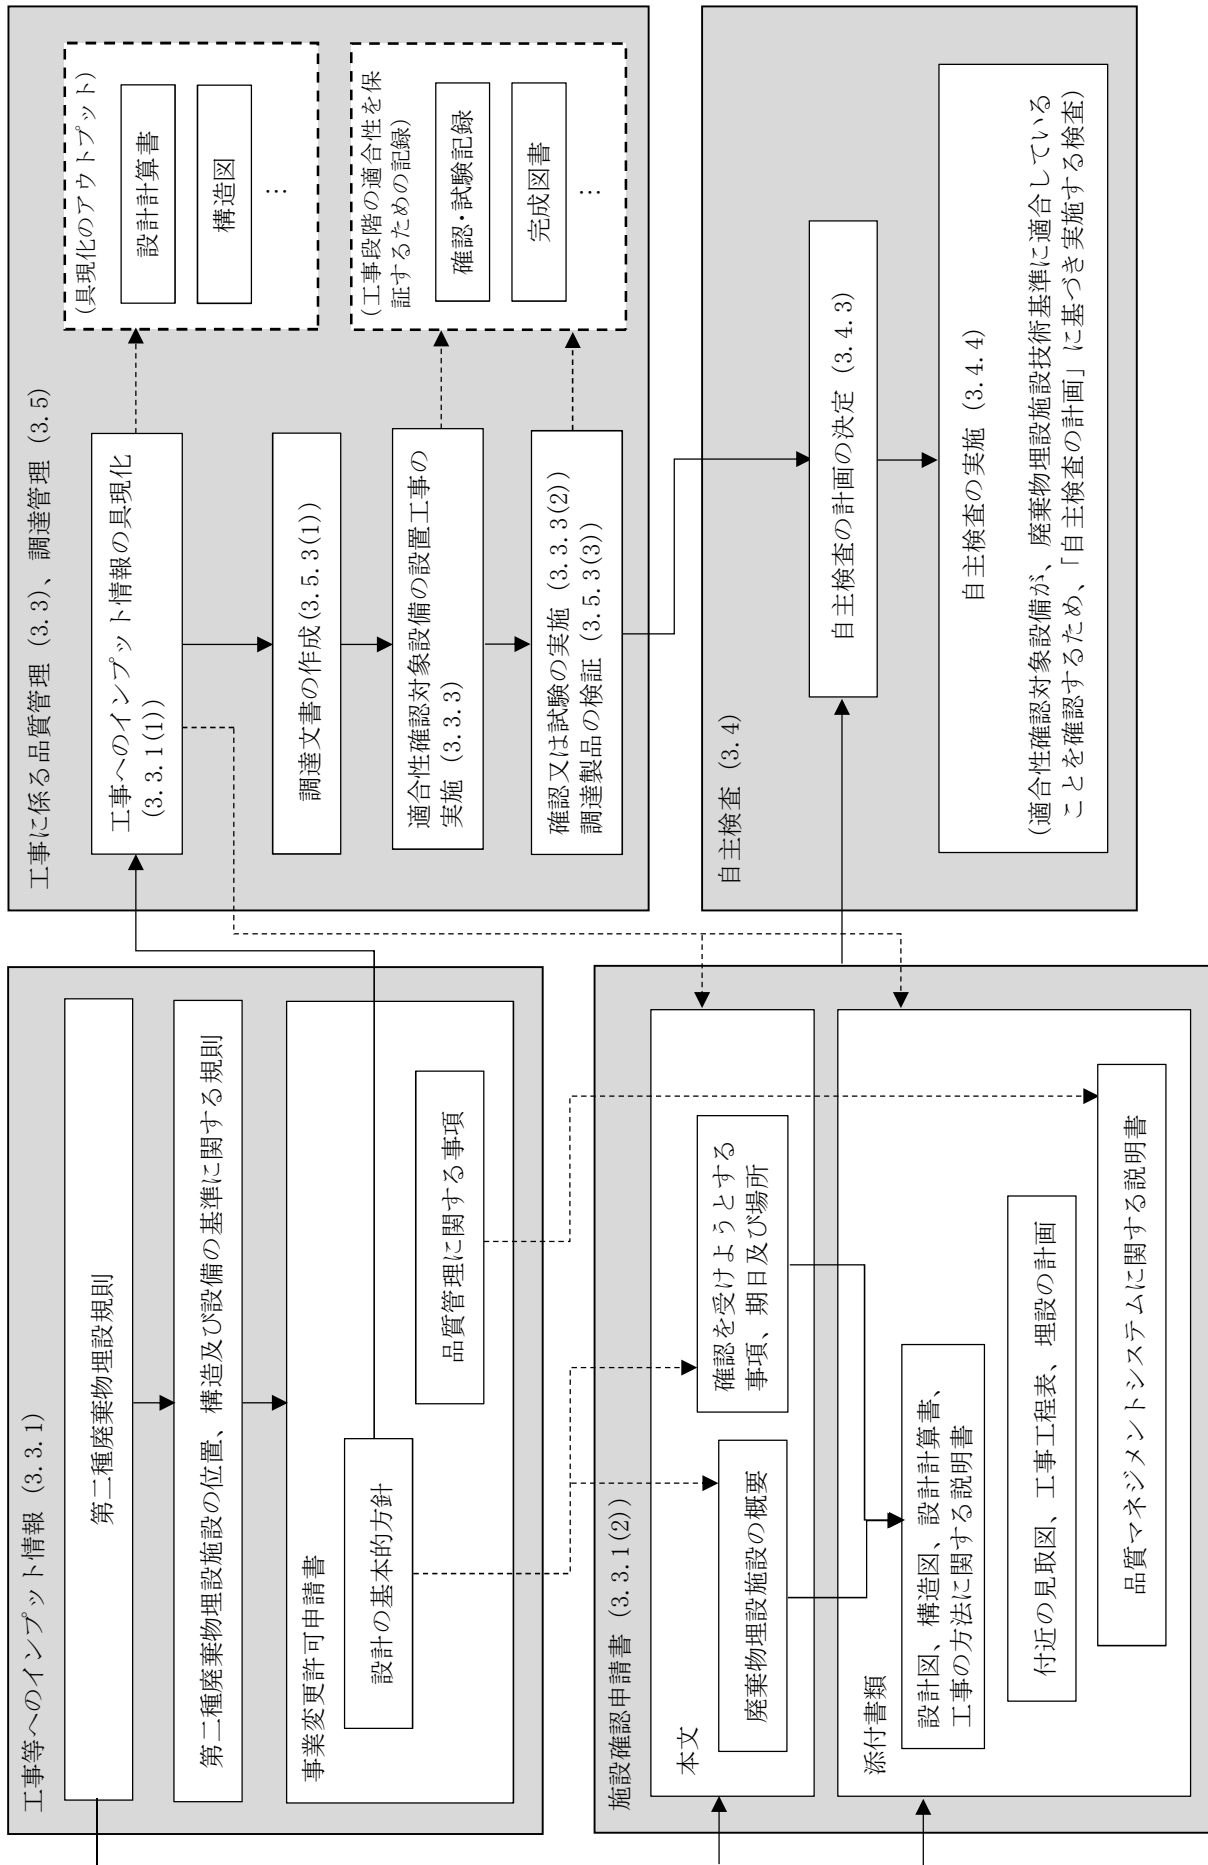 工事等へのインプット情報 (3.3.1)
第二種廃棄物埋設規則
第二種廃棄物埋設施設の位置、構造及び設備の基準に関する規則
事業変更許可申請書
設計の基本的方針
品質管理に関する事項
工事に係る品質管理 (3.3)、調達管理 (3.5)
工事へのインプット情報の具現化
(3.3.1(1))
調達文書の作成(3.5.3(1))
適合性確認対象設備の設置工事の
実施 (3.3.3)
確認又は試験の実施 (3.3.3(2))
調達製品の検証 (3.5.3(3))
(具現化のアウトプット)
設計計算書
構造図
…
(工事段階の適合性を保
証するための記録)
確認・試験記録
完成図書
…
施設確認申請書 (3.3.1(2))
本文
廃棄物埋設施設の概要
確認を受けようとする
事項、期日及び場所
添付書類
設計図、構造図、設計計算書、
工事の方法に関する説明書
付近の見取図、工事工程表、埋設の計画
品質マネジメントシステムに関する説明書
自主検査 (3.4)
自主検査の計画の決定 (3.4.3)
自主検査の実施 (3.4.4)
(適合性確認対象設備が、廃棄物埋設施設技術基準に適合している
ことを確認するため、「自主検査の計画」に基づき実施する検査)